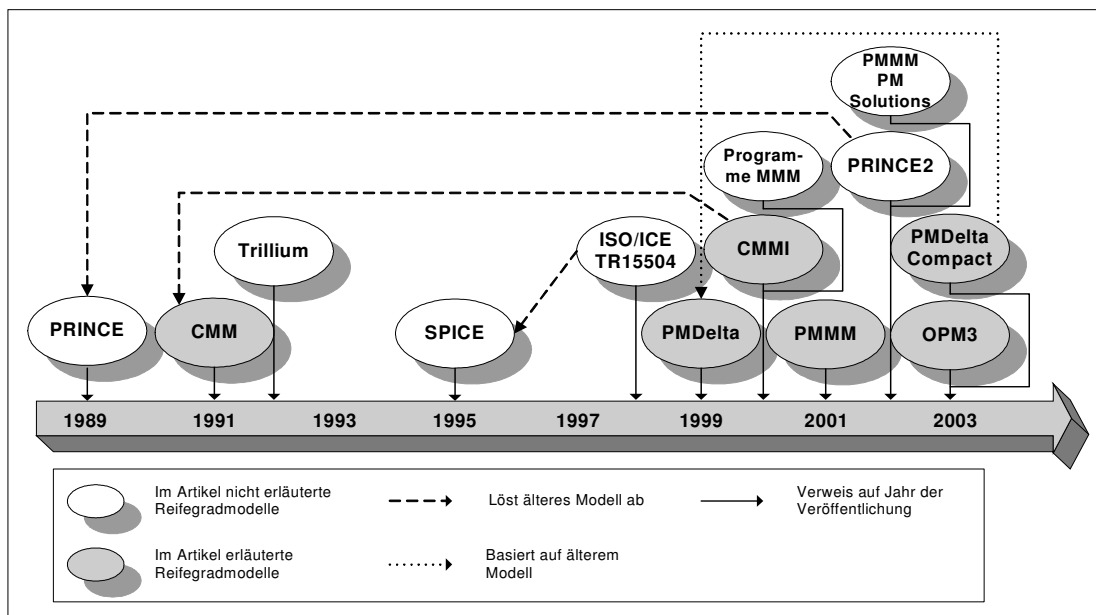 PMMM
PM
Solutions
Program-
me MMM
PRINCE2
Trillium
ISO/ICE
TR15504
CMMI
PMDelta
Compact
PRINCE
CMM
SPICE
PMDelta
PMMM
OPM3
1989
1991
1993
1995
1997
1999
2001
2003
Im Artikel nicht erläuterte
Reifegradmodelle
Löst älteres Modell ab
Verweis auf Jahr der
Veröffentlichung
Im Artikel erläuterte
Reifegradmodelle
Basiert auf älterem
Modell